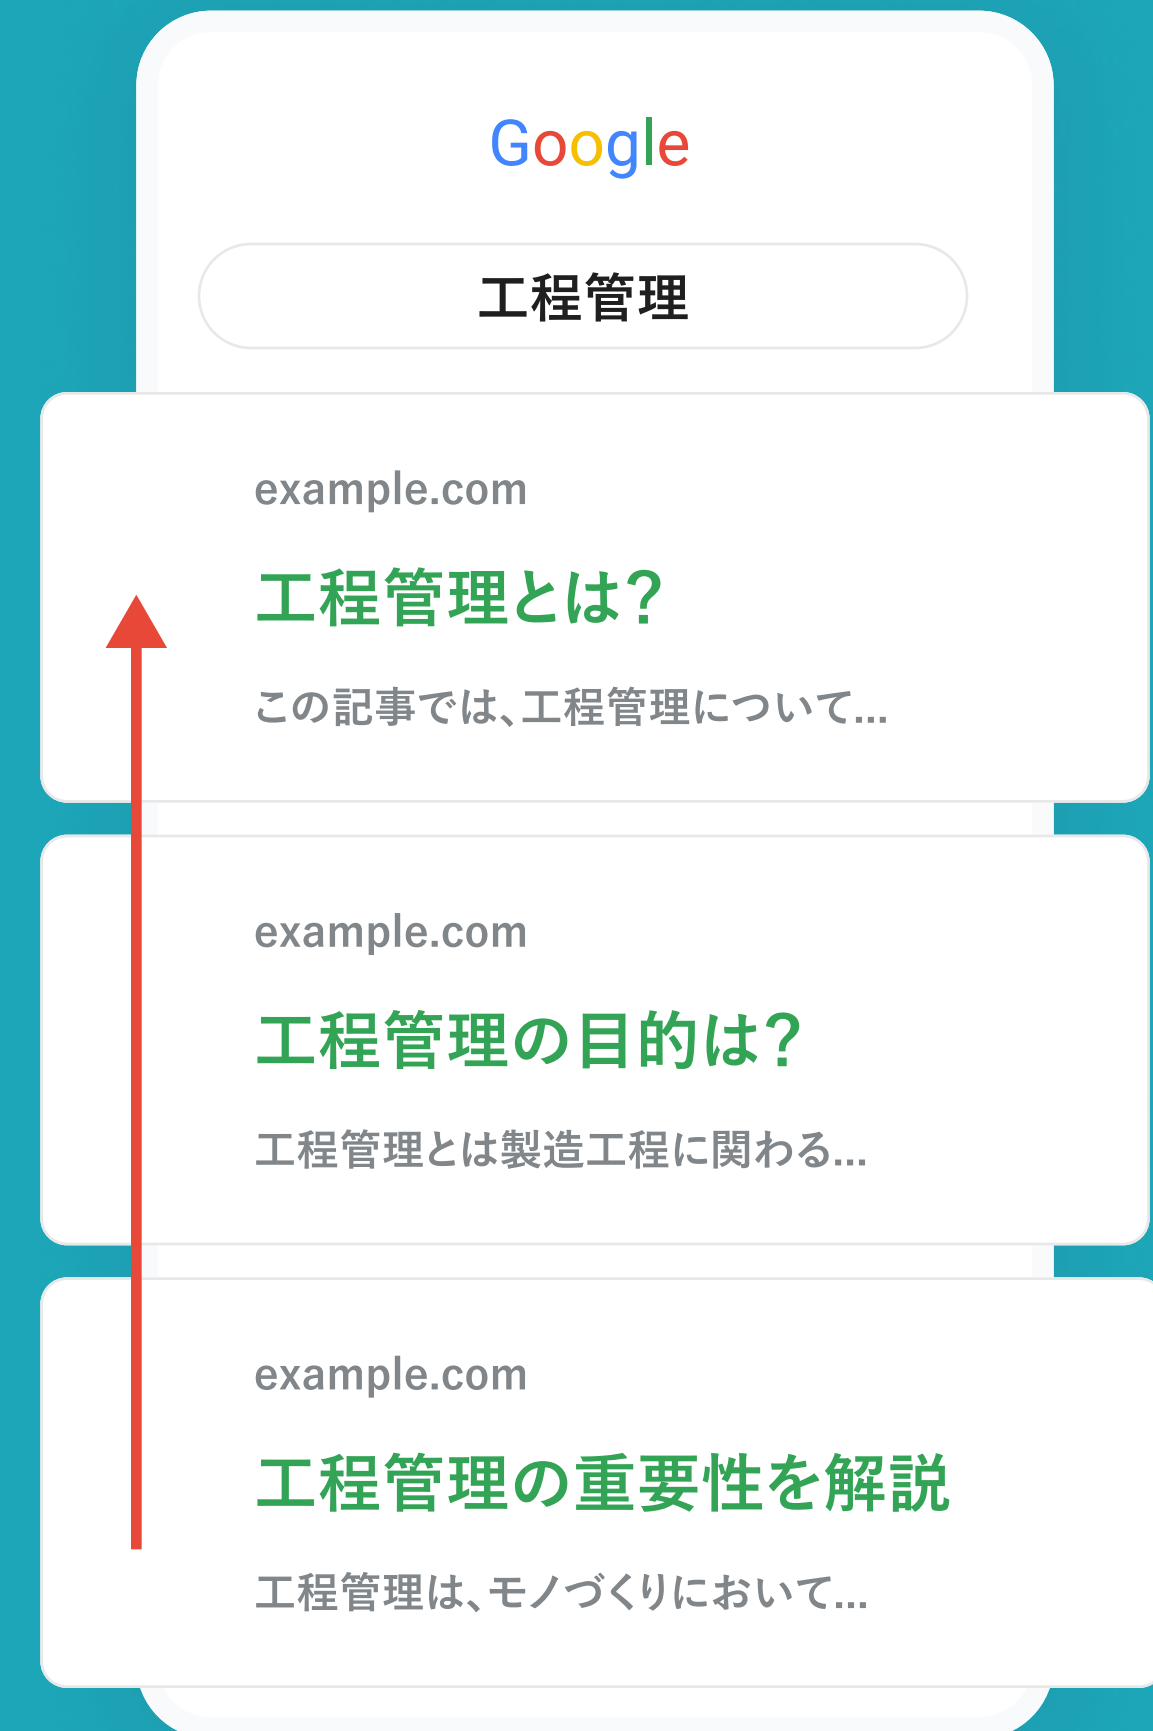 Google
工程管理
example.com
工程管理とは?
この記事では、工程管理について...
example.com
工程管理の目的は?
工程管理とは製造工程に関わる...
example.com
工程管理の重要性を解説
工程管理は、モノづくりにおいて...